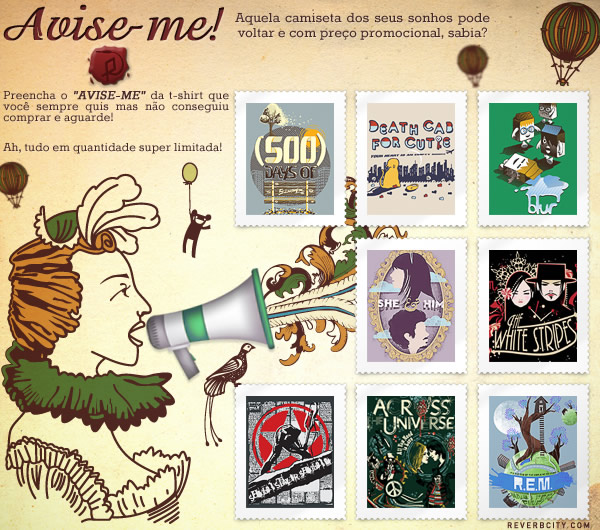 Avise-me!
Aquela camiseta dos seus sonhos pode
voltar e com preço promocional, sabia?
Preencha o "AVISE-ME" da t-shirt que
você sempre quis mas não conseguiu
comprar e aguarde!
Ah, tudo em quantidade super limitada!
(500)
DAYS OF
DEATH CAB
FOR CUTIE
blur
SHE & HIM
THE
WHITE STRIPES
ACROSS
THE
UNIVERSE
R.E.M.
REVERBCITY.COM